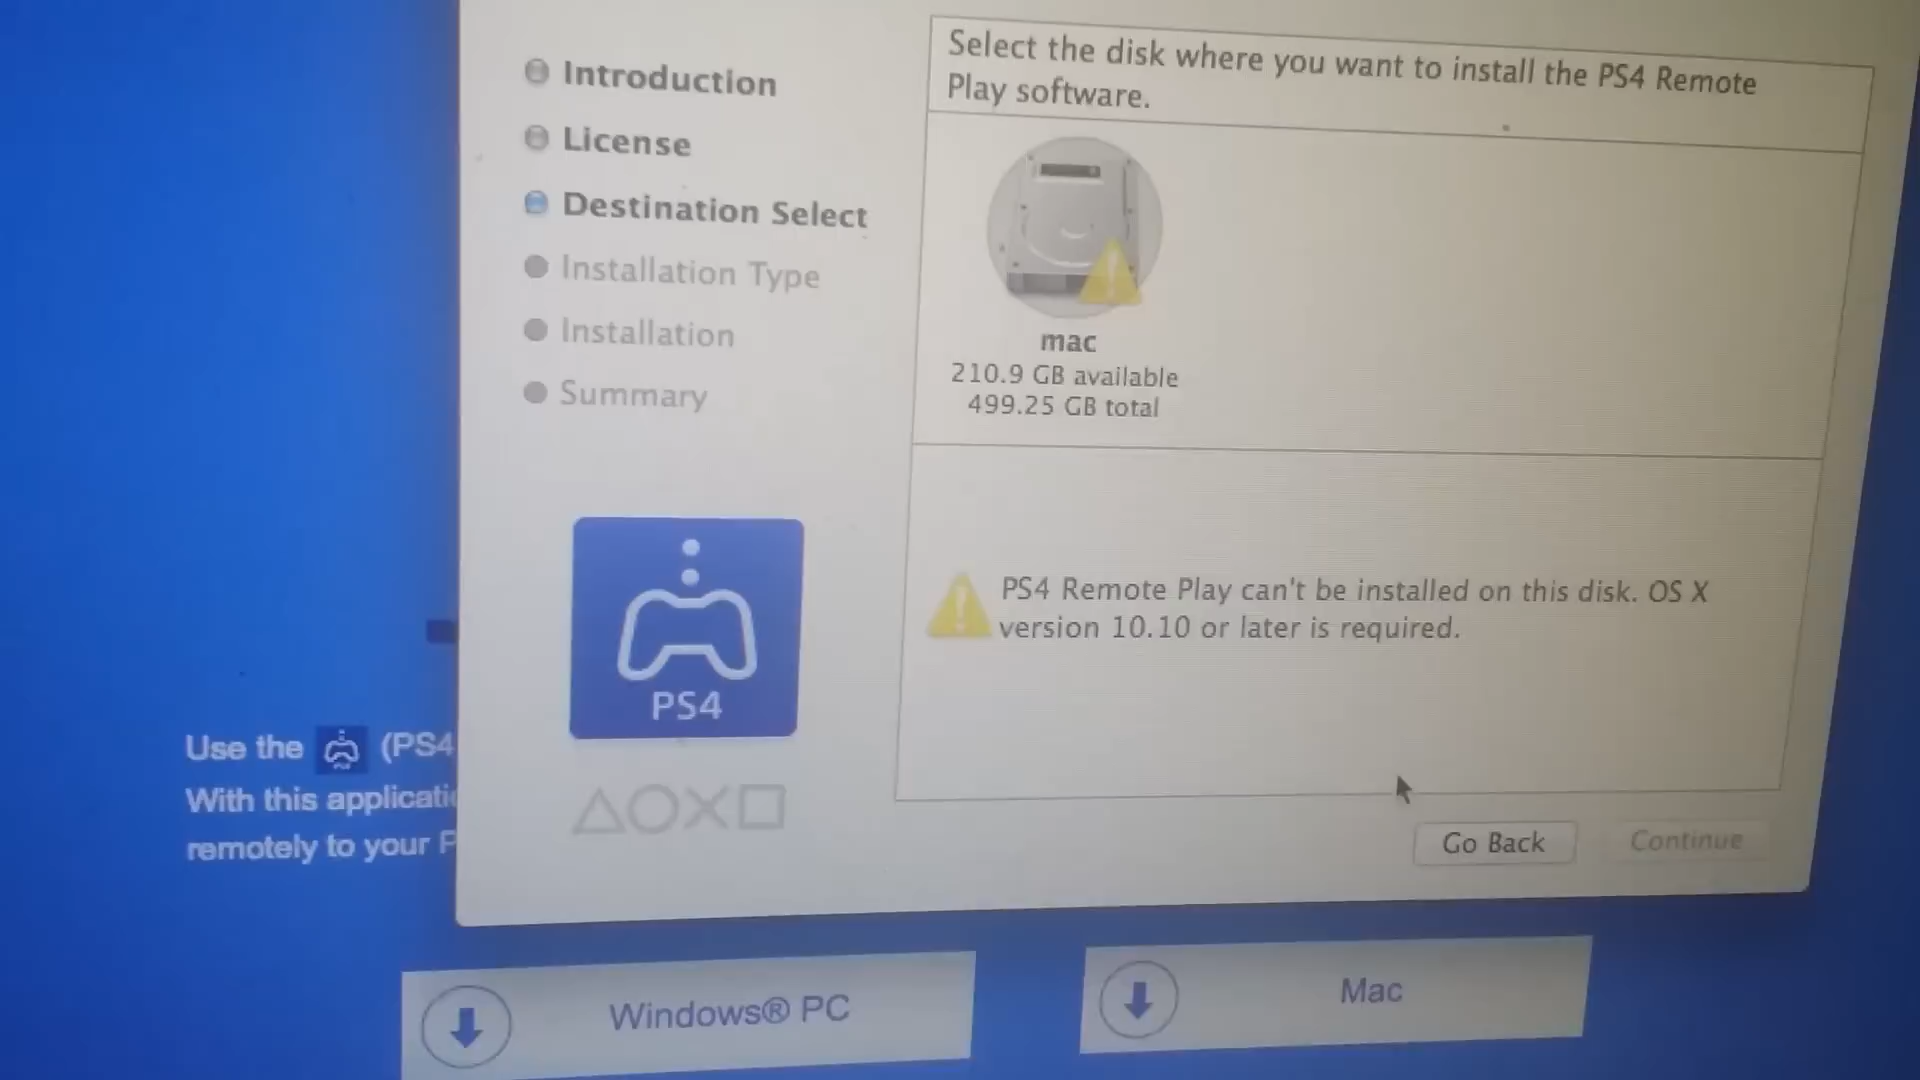 Select the disk where you want to install the PS4 Remote
Play software.
Introduction
License
Destination Select
Installation Type
Installation
Summary
mac
210.9 GB available
499.25 GB total
PS4 Remote Play can't be installed on this disk. OS X
version 10.10 or later is required.
PS4
Go Back
Continue
Use the (PS4
With this applicatio
remotely to your P
Windows® PC
Mac